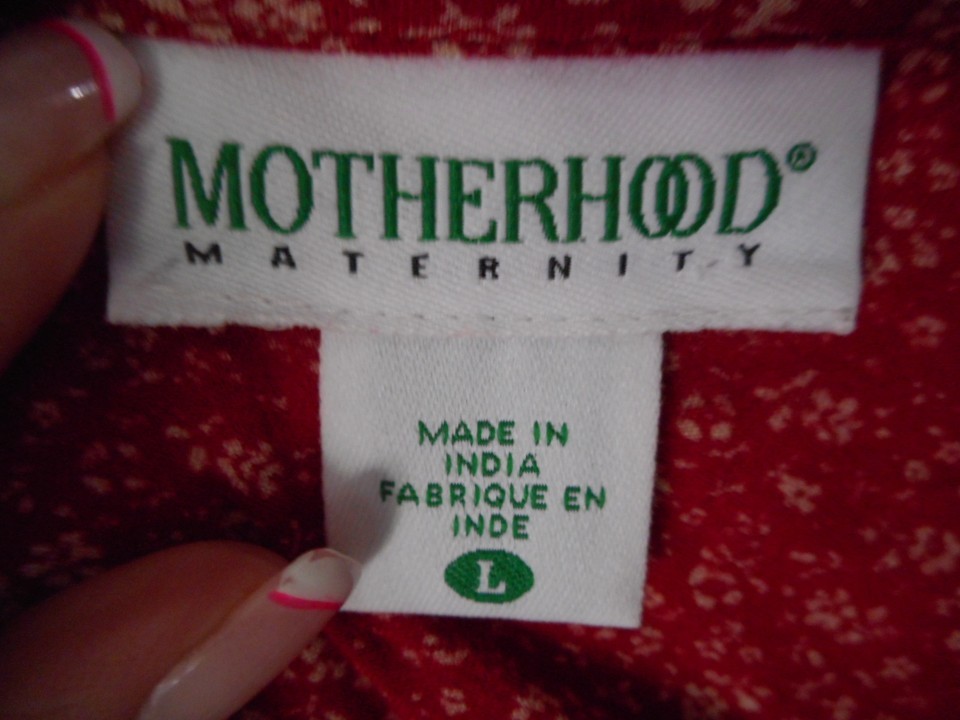 MOTHERHOOD®
MATERNITY
MADE IN
INDIA
FABRIQUE EN
INDE
L